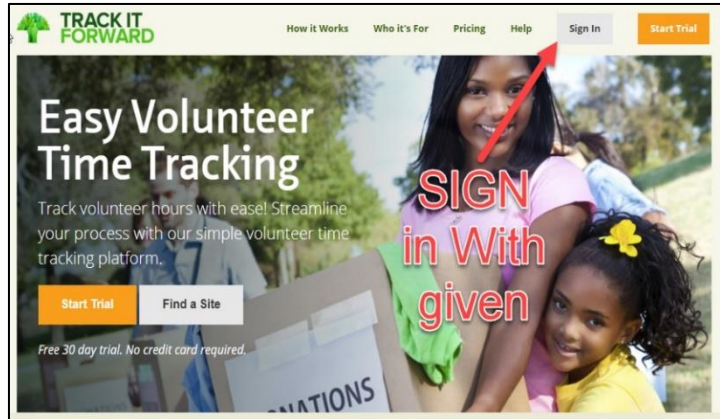 TRACK IT
FORWARD
How it Works Who it's For Pricing Help Sign In Start Trial
Easy Volunteer
Time Tracking
Track volunteer hours with ease! Streamline
your process with our simple volunteer time
tracking platform.
Start Trial Find a Site
Free 30 day trial. No credit card required.
SIGN
in With
given
DONATIONS